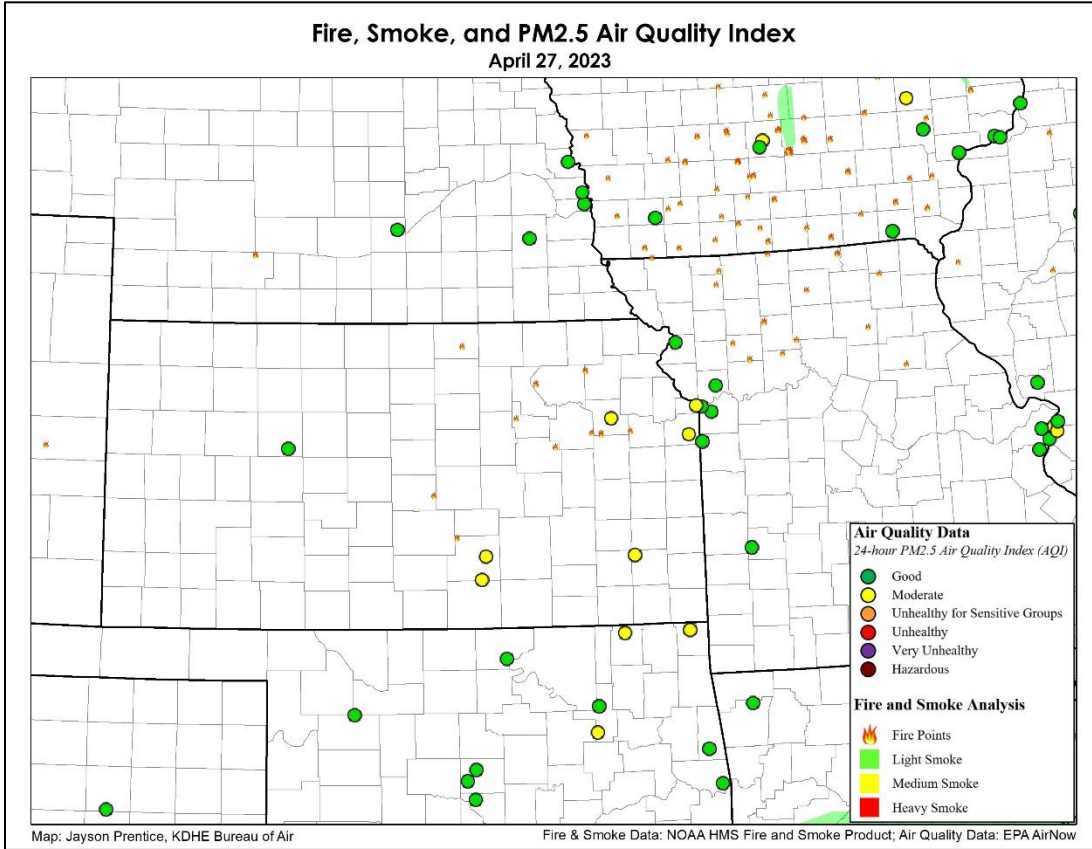 Fire, Smoke, and PM2.5 Air Quality Index
April 27, 2023
Air Quality Data
24-hour PM2.5 Air Quality Index (AQI)
Good
Moderate
Unhealthy for Sensitive Groups
Unhealthy
Very Unhealthy
Hazardous
Fire and Smoke Analysis
Fire Points
Light Smoke
Medium Smoke
Heavy Smoke
Map: Jayson Prentice, KDHE Bureau of Air
Fire & Smoke Data: NOAA HMS Fire and Smoke Product; Air Quality Data: EPA AirNow